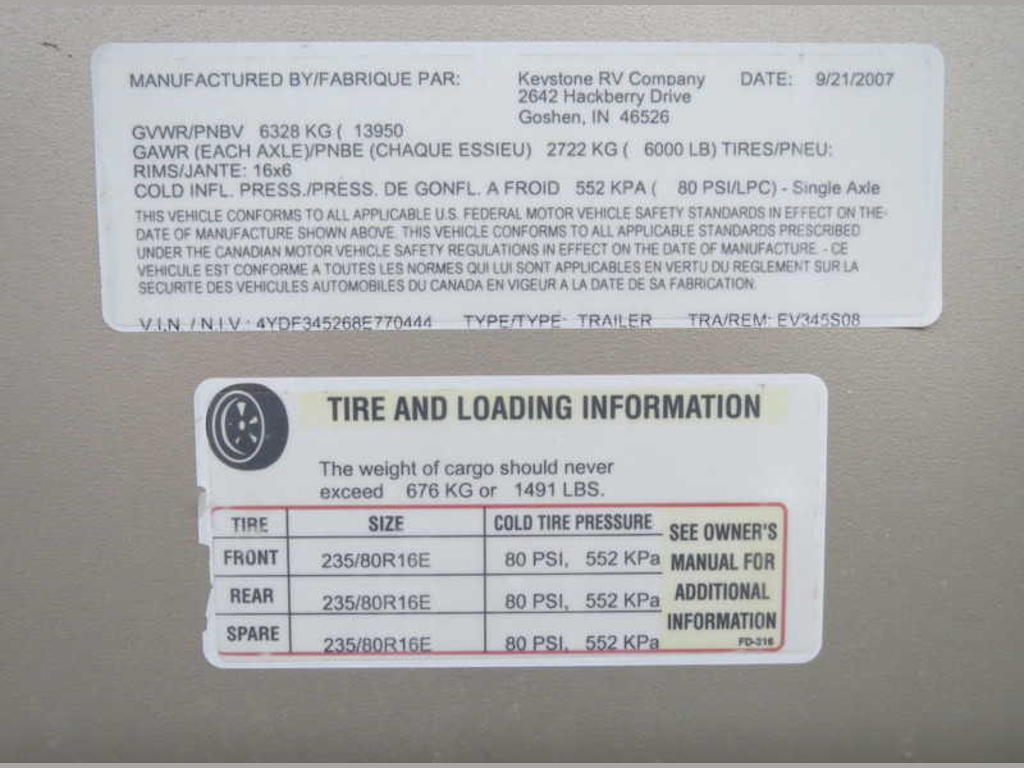 MANUFACTURED BY/FABRIQUE PAR: Keystone RV Company DATE: 9/21/2007
2642 Hackberry Drive
Goshen, IN 46526
GVWR/PNBV 6328 KG ( 13950
GAWR (EACH AXLE)/PNBE (CHAQUE ESSIEU) 2722 KG ( 6000 LB) TIRES/PNEU:
RIMS/JANTE: 16x6
COLD INFL. PRESS./PRESS. DE GONFL. A FROID 552 KPA ( 80 PSI/LPC) - Single Axle
THIS VEHICLE CONFORMS TO ALL APPLICABLE U.S. FEDERAL MOTOR VEHICLE SAFETY STANDARDS IN EFFECT ON THE
DATE OF MANUFACTURE SHOWN ABOVE. THIS VEHICLE CONFORMS TO ALL APPLICABLE STANDARDS PRESCRIBED
UNDER THE CANADIAN MOTOR VEHICLE SAFETY REGULATIONS IN EFFECT ON THE DATE OF MANUFACTURE. - CE
VEHICULE EST CONFORME A TOUTES LES NORMES QUI LUI SONT APPLICABLES EN VERTU DU REGLEMENT SUR LA
SECURITE DES VEHICULES AUTOMOBILES DU CANADA EN VIGEUR A LA DATE DE SA FABRICATION.
V.I.N. / N.I.V.: 4YDF345268E770444 TYPE/TYPE: TRAILER TRA/REM: EV345S08
TIRE AND LOADING INFORMATION
The weight of cargo should never
exceed 676 KG or 1491 LBS.
TIRE SIZE COLD TIRE PRESSURE
FRONT 235/80R16E 80 PSI, 552 KPa
REAR 235/80R16E 80 PSI, 552 KPa
SPARE 235/80R16E 80 PSI, 552 KPa
SEE OWNER'S
MANUAL FOR
ADDITIONAL
INFORMATION
FD-316